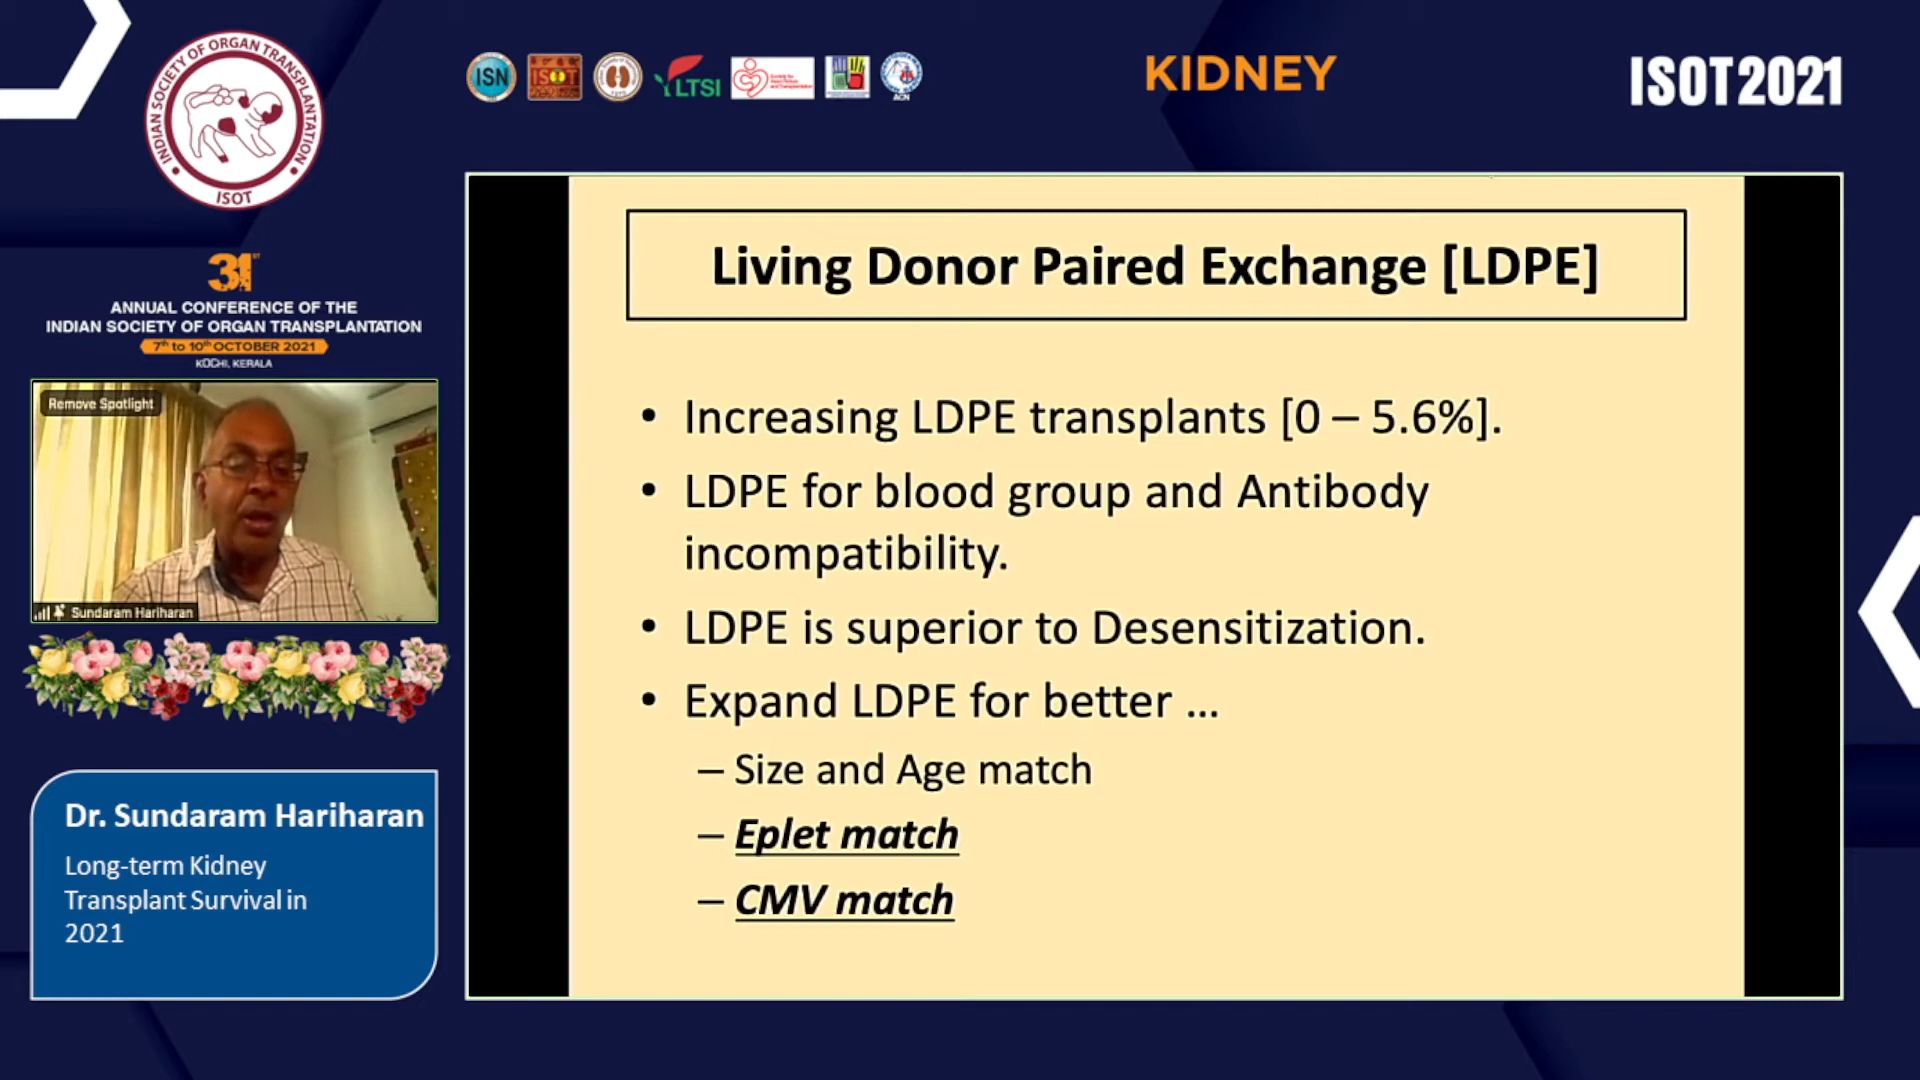 INDIAN SOCIETY OF ORGAN TRANSPLANTATION
ISOT
ISN
ISOT
LTSI
ACN
KIDNEY
ISOT2021
31ST
ANNUAL CONFERENCE OF THE
INDIAN SOCIETY OF ORGAN TRANSPLANTATION
7th to 10th OCTOBER 2021
KOCHI, KERALA
Remove Spotlight
Sundaram Hariharan
Dr. Sundaram Hariharan
Long-term Kidney
Transplant Survival in
2021
Living Donor Paired Exchange [LDPE]
• Increasing LDPE transplants [0 – 5.6%].
• LDPE for blood group and Antibody
incompatibility.
• LDPE is superior to Desensitization.
• Expand LDPE for better ...
– Size and Age match
– Eplet match
– CMV match